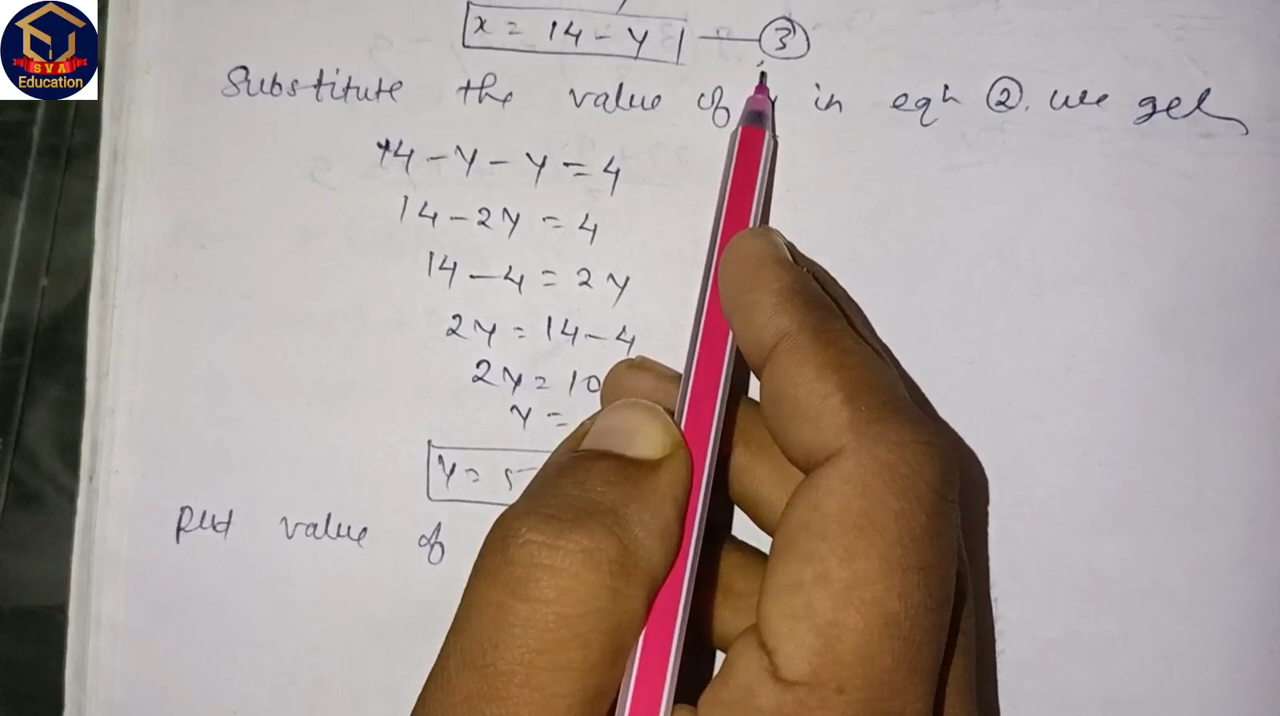 SVA
Education
x = 14 - y ③
Substitute the value of in eqn ②. we get
14 - y - y = 4
14 - 2y = 4
14 - 4 = 2y
2y = 14 - 4
2y = 10
y =
y = 5
Put value of